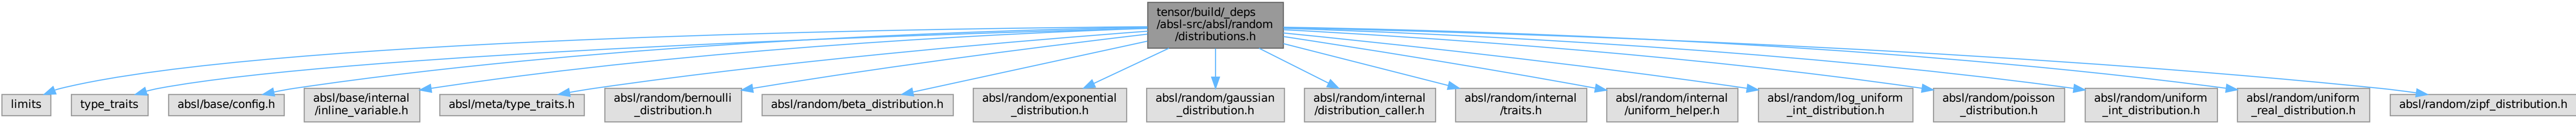 tensor/build/_deps
/absl-src/absl/random
/distributions.h
limits
type_traits
absl/base/config.h
absl/base/internal
/inline_variable.h
absl/meta/type_traits.h
absl/random/bernoulli
_distribution.h
absl/random/beta_distribution.h
absl/random/exponential
_distribution.h
absl/random/gaussian
_distribution.h
absl/random/internal
/distribution_caller.h
absl/random/internal
/traits.h
absl/random/internal
/uniform_helper.h
absl/random/log_uniform
_int_distribution.h
absl/random/poisson
_distribution.h
absl/random/uniform
_int_distribution.h
absl/random/uniform
_real_distribution.h
absl/random/zipf_distribution.h